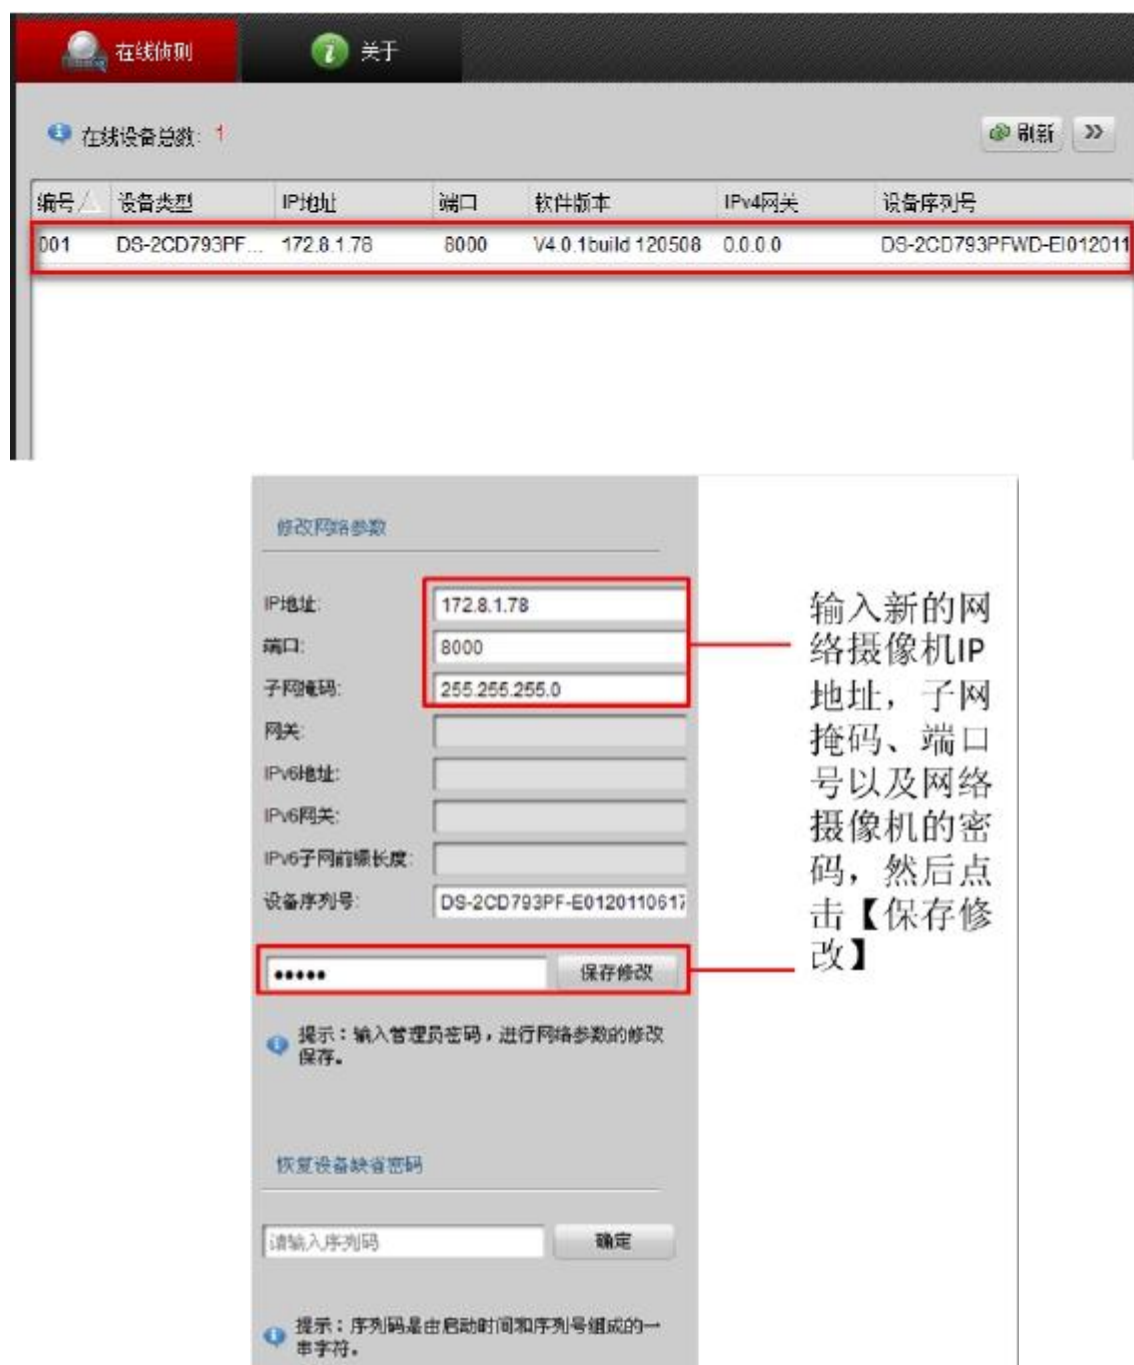 在线侦测
关于
在线设备总数: 1
刷新
编号 设备类型 IP地址 端口 软件版本 IPv4网关 设备序列号
001 DS-2CD793PF... 172.8.1.78 8000 V4.0.1build 120508 0.0.0.0 DS-2CD793PFWD-EI012011
修改网络参数
IP地址: 172.8.1.78
端口: 8000
子网掩码: 255.255.255.0
网关:
IPv6地址:
IPv6网关:
IPv6子网前缀长度:
设备序列号: DS-2CD793PF-E0120110617
●●●●● 保存修改
提示：输入管理员密码，进行网络参数的修改
保存。
恢复设备缺省密码
请输入序列码 确定
提示：序列码是由启动时间和序列号组成的一
串字符。
输入新的网
络摄像机IP
地址，子网
掩码、端口
号以及网络
摄像机的密
码，然后点
击【保存修
改】